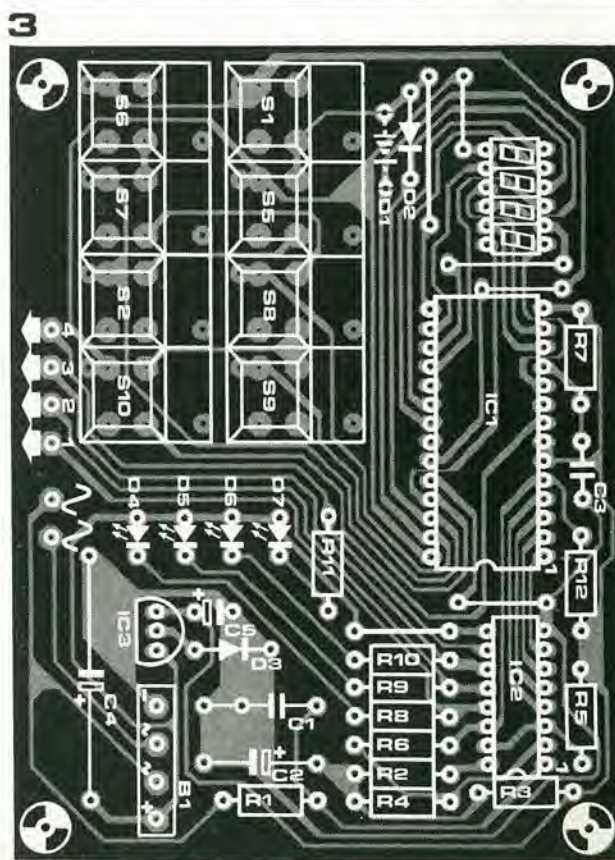 3
S6
S1
S7
S5
S2
S8
S10
S9
D1
D2
4
3
2
1
IC1
R7
C3
1
D4
D5
D6
D7
R11
R12
IC3
+
C5
D3
IC2
R5
R10
R9
R8
R6
R2
R4
C4
+
C1
+
C2
B1
-
~
~
+
R1
R3
1